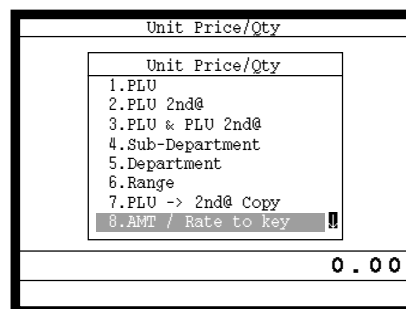 Unit Price/Qty
Unit Price/Qty
1.PLU
2.PLU 2nd@
3.PLU & PLU 2nd@
4.Sub-Department
5.Department
6.Range
7.PLU -> 2nd@ Copy
8.AMT / Rate to key
0.00